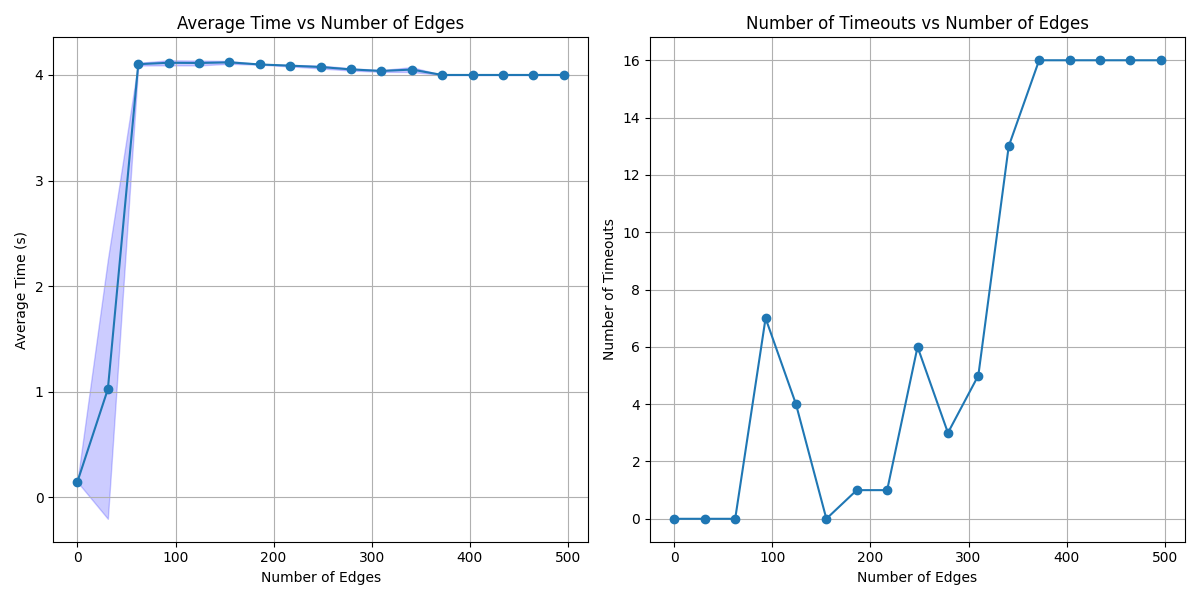 Average Time vs Number of Edges
4
3
2
1
0
Average Time (s)
0 100 200 300 400 500
Number of Edges
Number of Timeouts vs Number of Edges
16
14
12
10
8
6
4
2
0
Number of Timeouts
0 100 200 300 400 500
Number of Edges